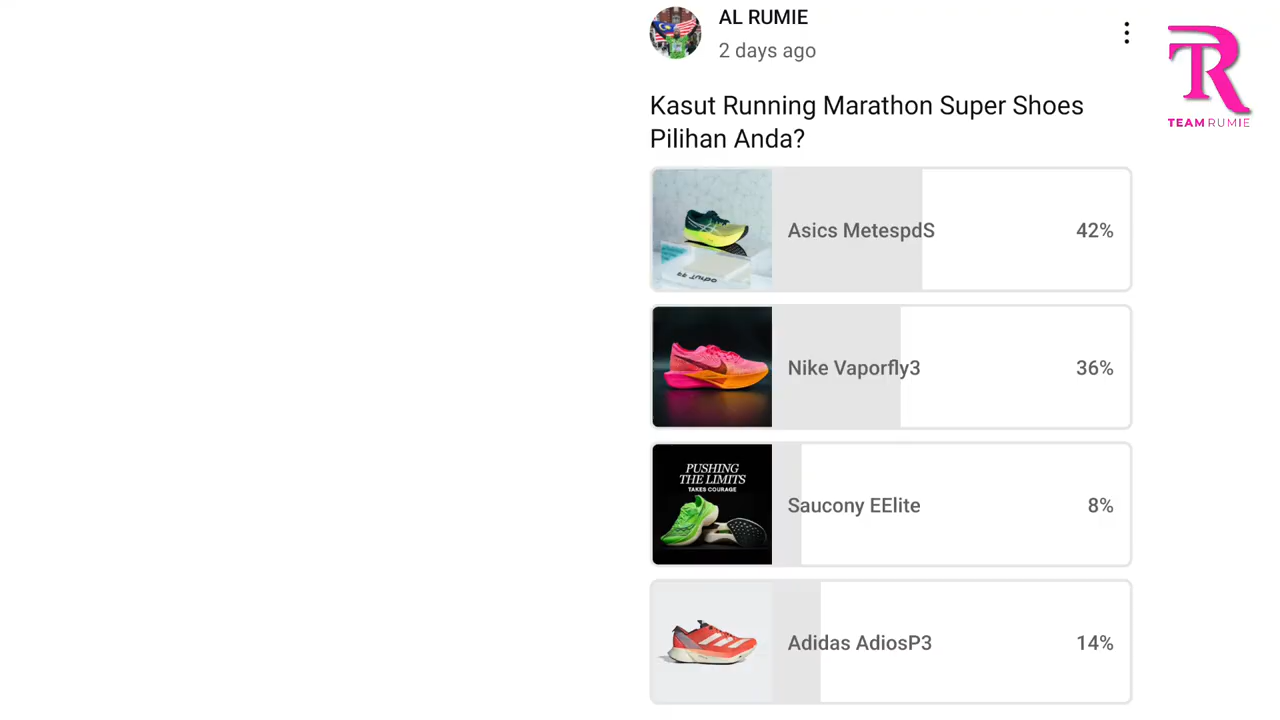 AL RUMIE
2 days ago
Kasut Running Marathon Super Shoes
Pilihan Anda?
Asics MetespdS
42%
Nike Vaporfly3
36%
PUSHING
THE LIMITS
TAKES COURAGE
Saucony EElite
8%
Adidas AdiosP3
14%
TR
TEAM RUMIE